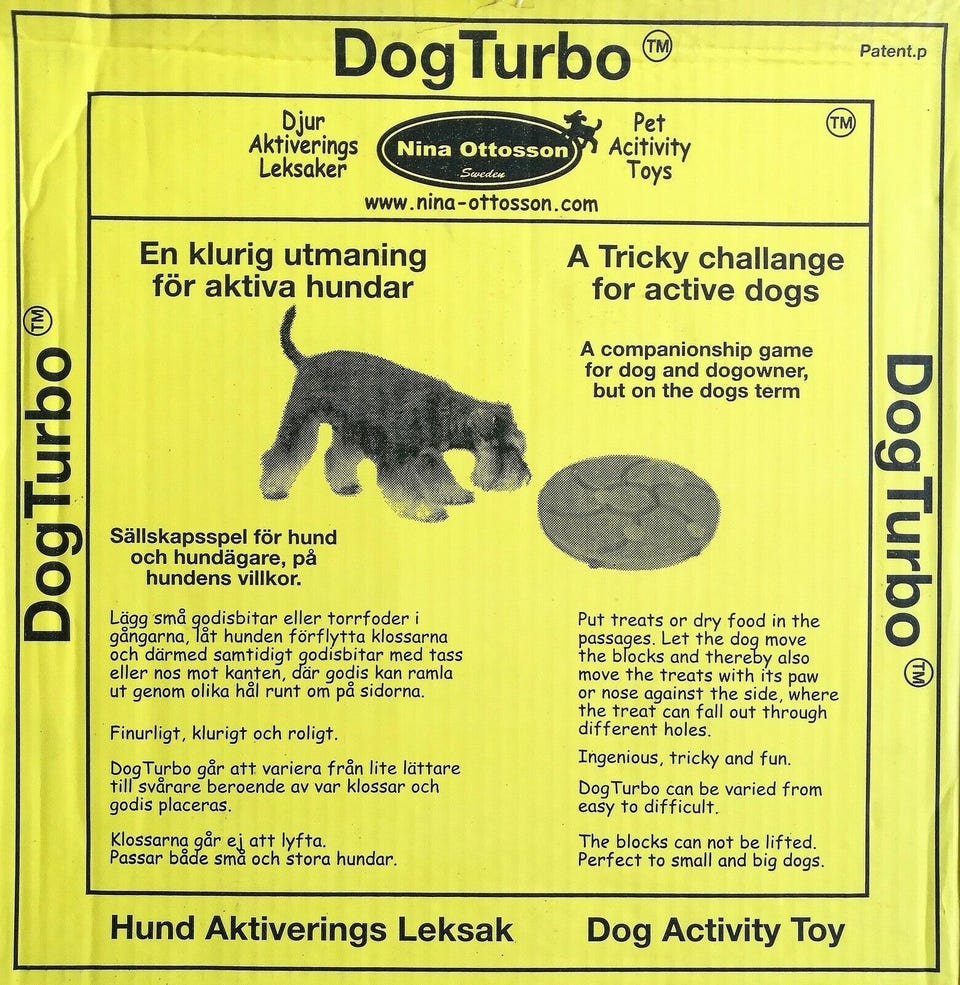 DogTurbo TM
Patent.p
Djur
Aktiverings
Leksaker
Nina Ottosson
Sweden
Pet
Acitivity
Toys
TM
www.nina-ottosson.com
En klurig utmaning
för aktiva hundar
A Tricky challange
for active dogs
A companionship game
for dog and dogowner,
but on the dogs term
Sällskapsspel för hund
och hundägare, på
hundens villkor.
Lägg små godisbitar eller torrfoder i
gångarna, låt hunden förflytta klossarna
och därmed samtidigt godisbitar med tass
eller nos mot kanten, där godis kan ramla
ut genom olika hål runt om på sidorna.
Finurligt, klurigt och roligt.
DogTurbo går att variera från lite lättare
till svårare beroende av var klossar och
godis placeras.
Klossarna går ej att lyfta.
Passar både små och stora hundar.
Put treats or dry food in the
passages. Let the dog move
the blocks and thereby also
move the treats with its paw
or nose against the side, where
the treat can fall out through
different holes.
Ingenious, tricky and fun.
DogTurbo can be varied from
easy to difficult.
The blocks can not be lifted.
Perfect to small and big dogs.
DogTurbo TM
DogTurbo TM
Hund Aktiverings Leksak
Dog Activity Toy